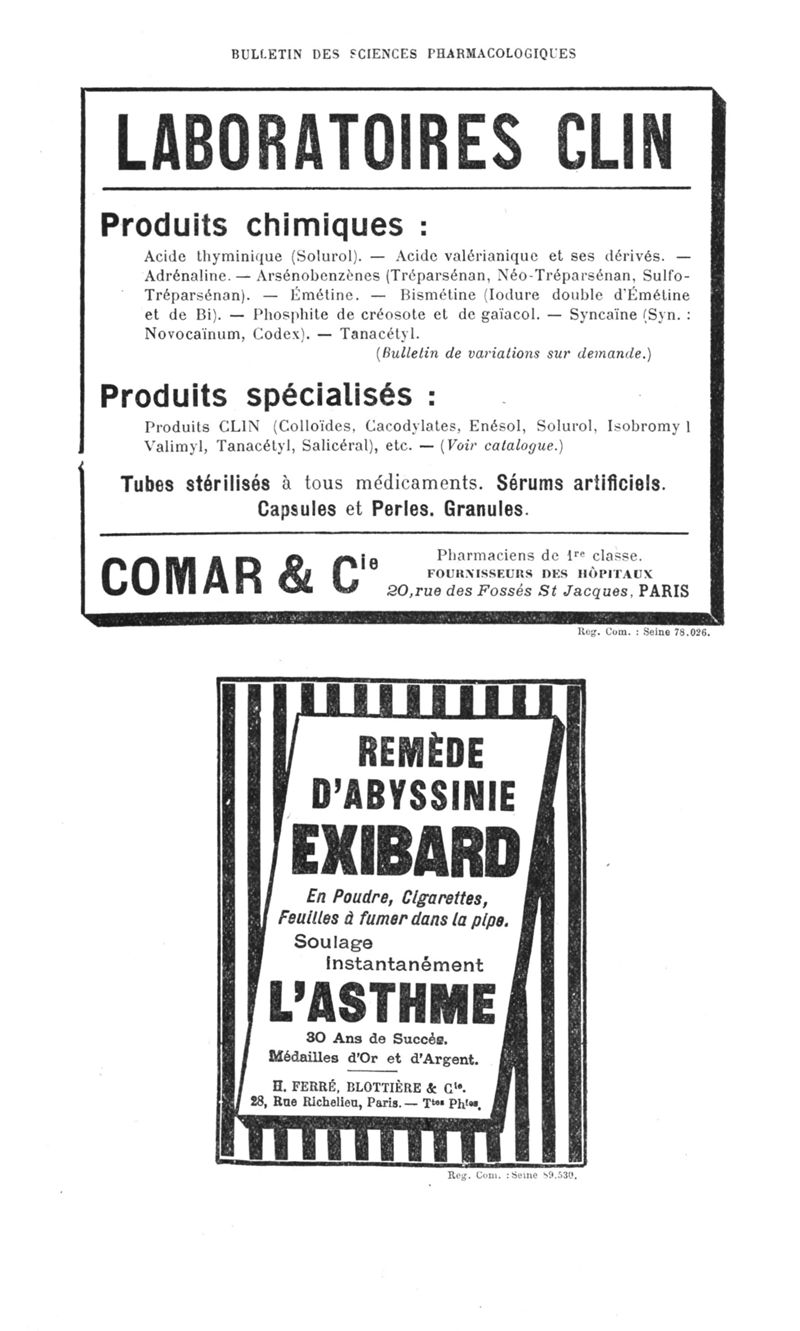 BULLETIN DES SCIENCES PHARMACOLOGIQUES
LABORATOIRES CLIN
Produits chimiques :
Acide thyminique (Solurol). — Acide valérianique et ses dérivés. —
Adrénaline. — Arsénobenzènes (Tréparsénan, Néo-Tréparsénan, Sulfo-
Tréparsénan). — Émétine. — Bismétine (Iodure double d'Émétine
et de Bi). — Phosphite de créosote et de gaïacol. — Syncaïne (Syn. :
Novocaïnum, Codex). — Tanacétyl.
(Bulletin de variations sur demande.)
Produits spécialisés :
Produits CLIN (Colloïdes, Cacodylates, Enésol, Solurol, Isobromyl
Valimyl, Tanacétyl, Salicéral), etc. — (Voir catalogue.)
Tubes stérilisés à tous médicaments. Sérums artificiels.
Capsules et Perles. Granules.
COMAR & Cie
Pharmaciens de 1re classe.
FOURNISSEURS DES HÔPITAUX
20, rue des Fossés St Jacques, PARIS
Reg. Com. : Seine 78.026.
REMÈDE
D'ABYSSINIE
EXIBARD
En Poudre, Cigarettes,
Feuilles à fumer dans la pipe.
Soulage
Instantanément
L'ASTHME
30 Ans de Succès.
Médailles d'Or et d'Argent.
H. FERRÉ, BLOTTIÈRE & Cie.
28, Rue Richelieu, Paris. — Ttes Phies.
Reg. Com. : Seine 89.530.